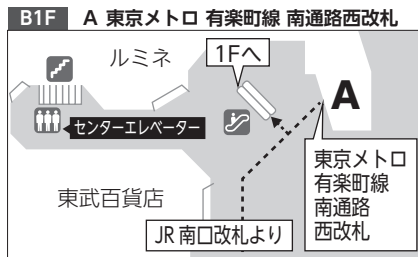 B1F A 東京メトロ 有楽町線 南通路西改札
ルミネ
1Fへ
A
センターエレベーター
東京メトロ
有楽町線
南通路
西改札
東武百貨店
JR 南口改札より